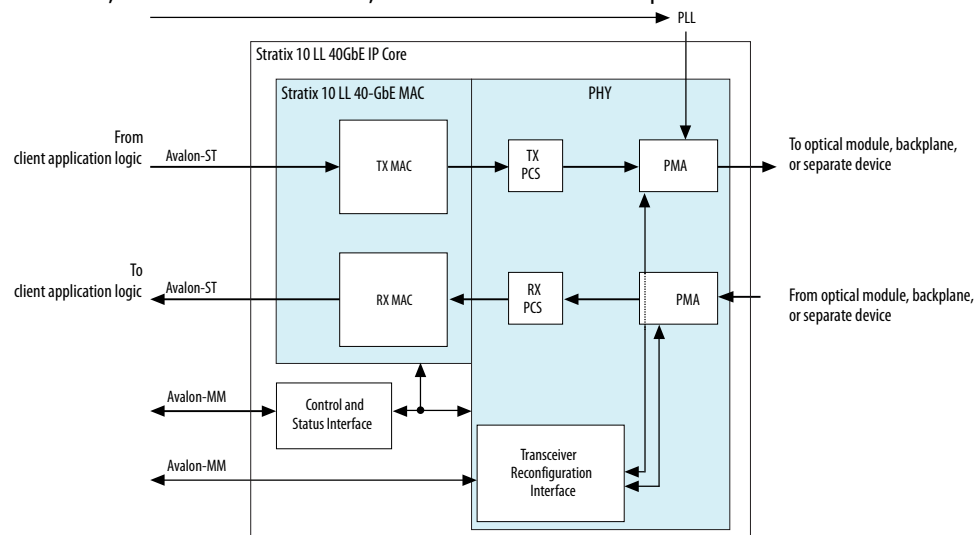 PLL
Stratix 10 LL 40GbE IP Core
Stratix 10 LL 40-GbE MAC
PHY
From
client application logic
Avalon-ST
TX MAC
TX
PCS
PMA
To optical module, backplane,
or separate device
To
client application logic
Avalon-ST
RX MAC
RX
PCS
PMA
From optical module, backplane,
or separate device
Avalon-MM
Control and
Status Interface
Avalon-MM
Transceiver
Reconfiguration
Interface